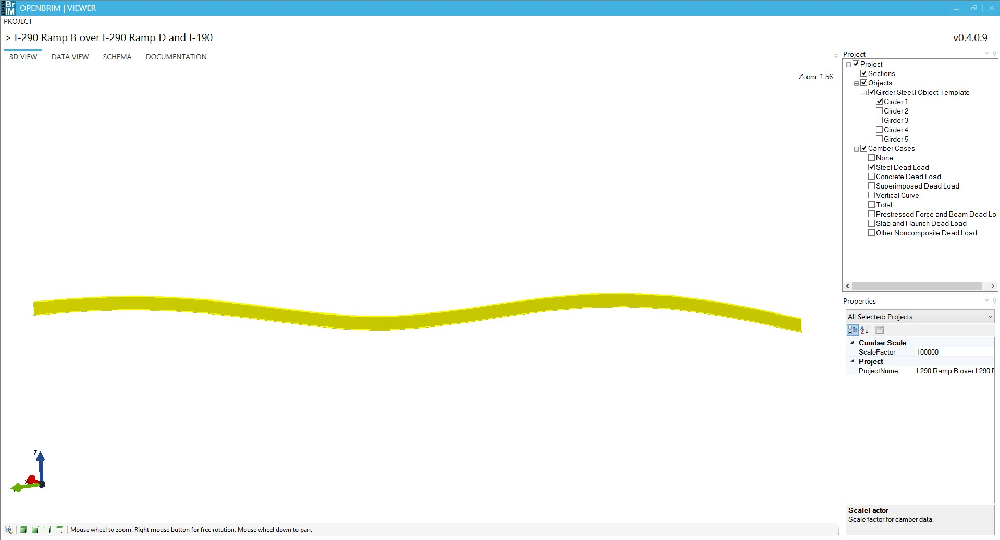 OPEN BrIM OPENBRIM | VIEWER
PROJECT
> I-290 Ramp B over I-290 Ramp D and I-190
v0.4.0.9
3D VIEW DATA VIEW SCHEMA DOCUMENTATION
Zoom: 1.56
Project
Project
Sections
Objects
Girder.Steel.I Object Template
Girder 1
Girder 2
Girder 3
Girder 4
Girder 5
Camber Cases
None
Steel Dead Load
Concrete Dead Load
Superimposed Dead Load
Vertical Curve
Total
Prestressed Force and Beam Dead Lo
Slab and Haunch Dead Load
Other Noncomposite Dead Load
Properties
All Selected: Projects
A
Z
Camber Scale
ScaleFactor 100000
Project
ProjectName I-290 Ramp B over I-290 R
ScaleFactor
Scale factor for camber data.
Z
X
Mouse wheel to zoom. Right mouse button for free rotation. Mouse wheel down to pan.